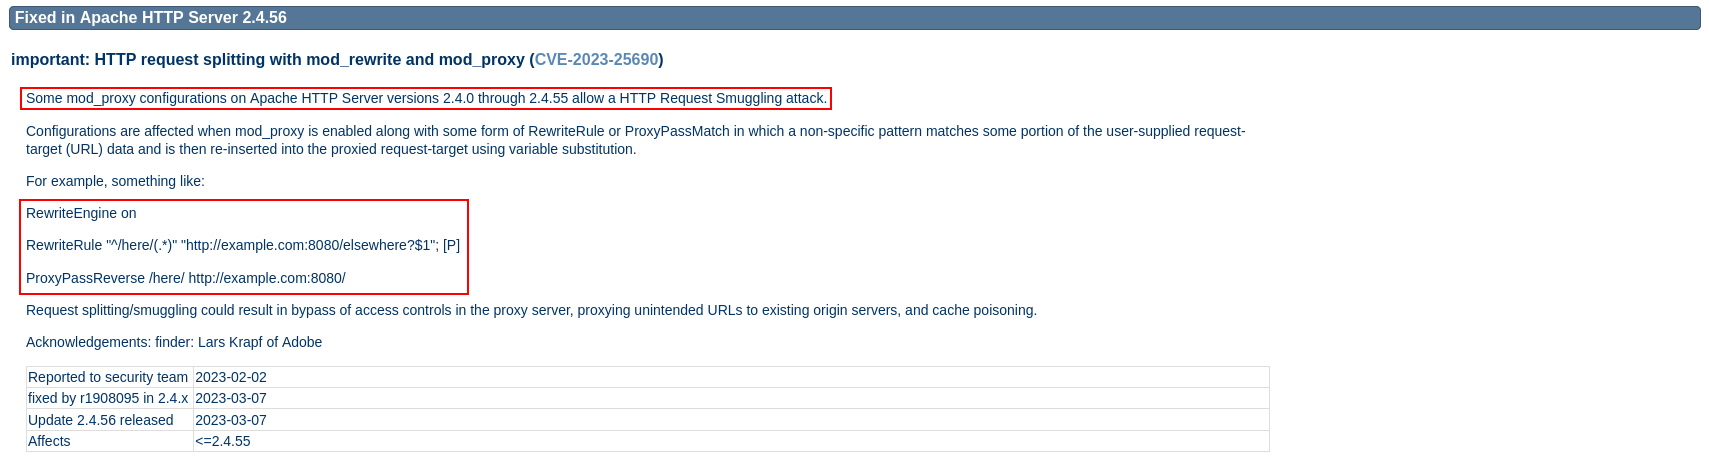 Fixed in Apache HTTP Server 2.4.56
important: HTTP request splitting with mod_rewrite and mod_proxy (CVE-2023-25690)
Some mod_proxy configurations on Apache HTTP Server versions 2.4.0 through 2.4.55 allow a HTTP Request Smuggling attack.
Configurations are affected when mod_proxy is enabled along with some form of RewriteRule or ProxyPassMatch in which a non-specific pattern matches some portion of the user-supplied request-
target (URL) data and is then re-inserted into the proxied request-target using variable substitution.
For example, something like:
RewriteEngine on
RewriteRule "^/here/(.*)" "http://example.com:8080/elsewhere?$1"; [P]
ProxyPassReverse /here/ http://example.com:8080/
Request splitting/smuggling could result in bypass of access controls in the proxy server, proxying unintended URLs to existing origin servers, and cache poisoning.
Acknowledgements: finder: Lars Krapf of Adobe
Reported to security team 2023-02-02
fixed by r1908095 in 2.4.x 2023-03-07
Update 2.4.56 released 2023-03-07
Affects <=2.4.55